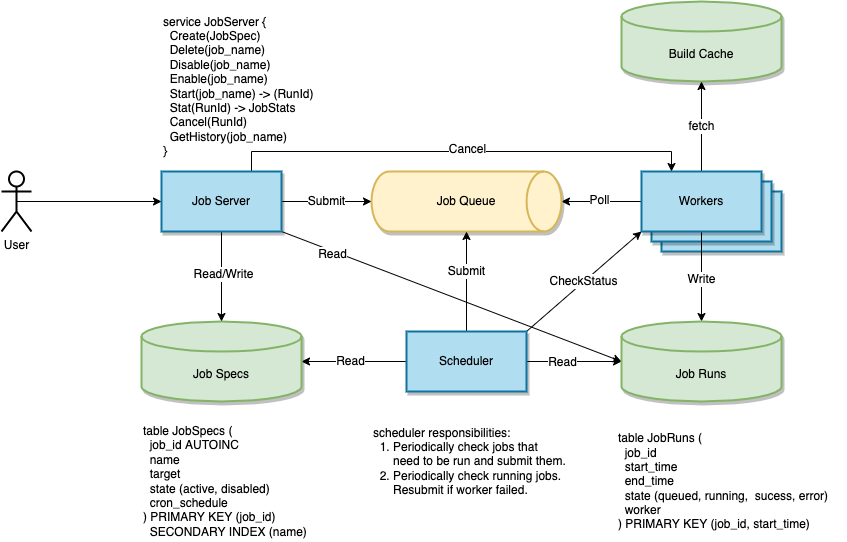 service JobServer {
Create(JobSpec)
Delete(job_name)
Disable(job_name)
Enable(job_name)
Start(job_name) -> (RunId)
Stat(RunId) -> JobStats
Cancel(RunId)
GetHistory(job_name)
}
Build Cache
fetch
Cancel
User
Job Server
Submit
Job Queue
Poll
Workers
Read/Write
Read
Submit
CheckStatus
Write
Job Specs
Read
Scheduler
Read
Job Runs
table JobSpecs (
job_id AUTOINC
name
target
state (active, disabled)
cron_schedule
) PRIMARY KEY (job_id)
SECONDARY INDEX (name)
scheduler responsibilities:
1. Periodically check jobs that
need to be run and submit them.
2. Periodically check running jobs.
Resubmit if worker failed.
table JobRuns (
job_id
start_time
end_time
state (queued, running, sucess, error)
worker
) PRIMARY KEY (job_id, start_time)